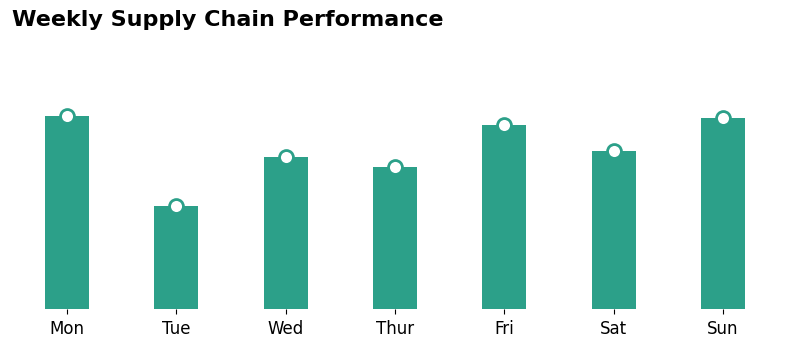 Weekly Supply Chain Performance
Mon Tue Wed Thur Fri Sat Sun